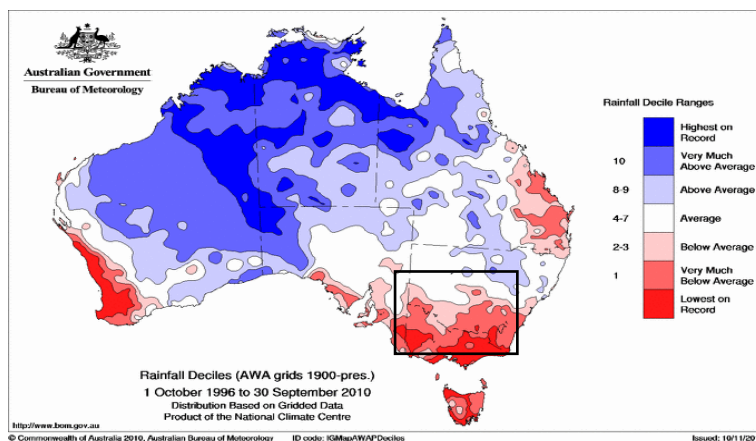 Australian Government
Bureau of Meteorology
Rainfall Decile Ranges
Highest on
Record
10
Very Much
Above Average
8-9
Above Average
4-7
Average
2-3
Below Average
1
Very Much
Below Average
Lowest on
Record
Rainfall Deciles (AWA grids 1900-pres.)
1 October 1996 to 30 September 2010
Distribution Based on Gridded Data
Product of the National Climate Centre
http://www.bom.gov.au
© Commonwealth of Australia 2010, Australian Bureau of Meteorology
ID code: IGMapAWAPDeciles
Issued: 10/11/20